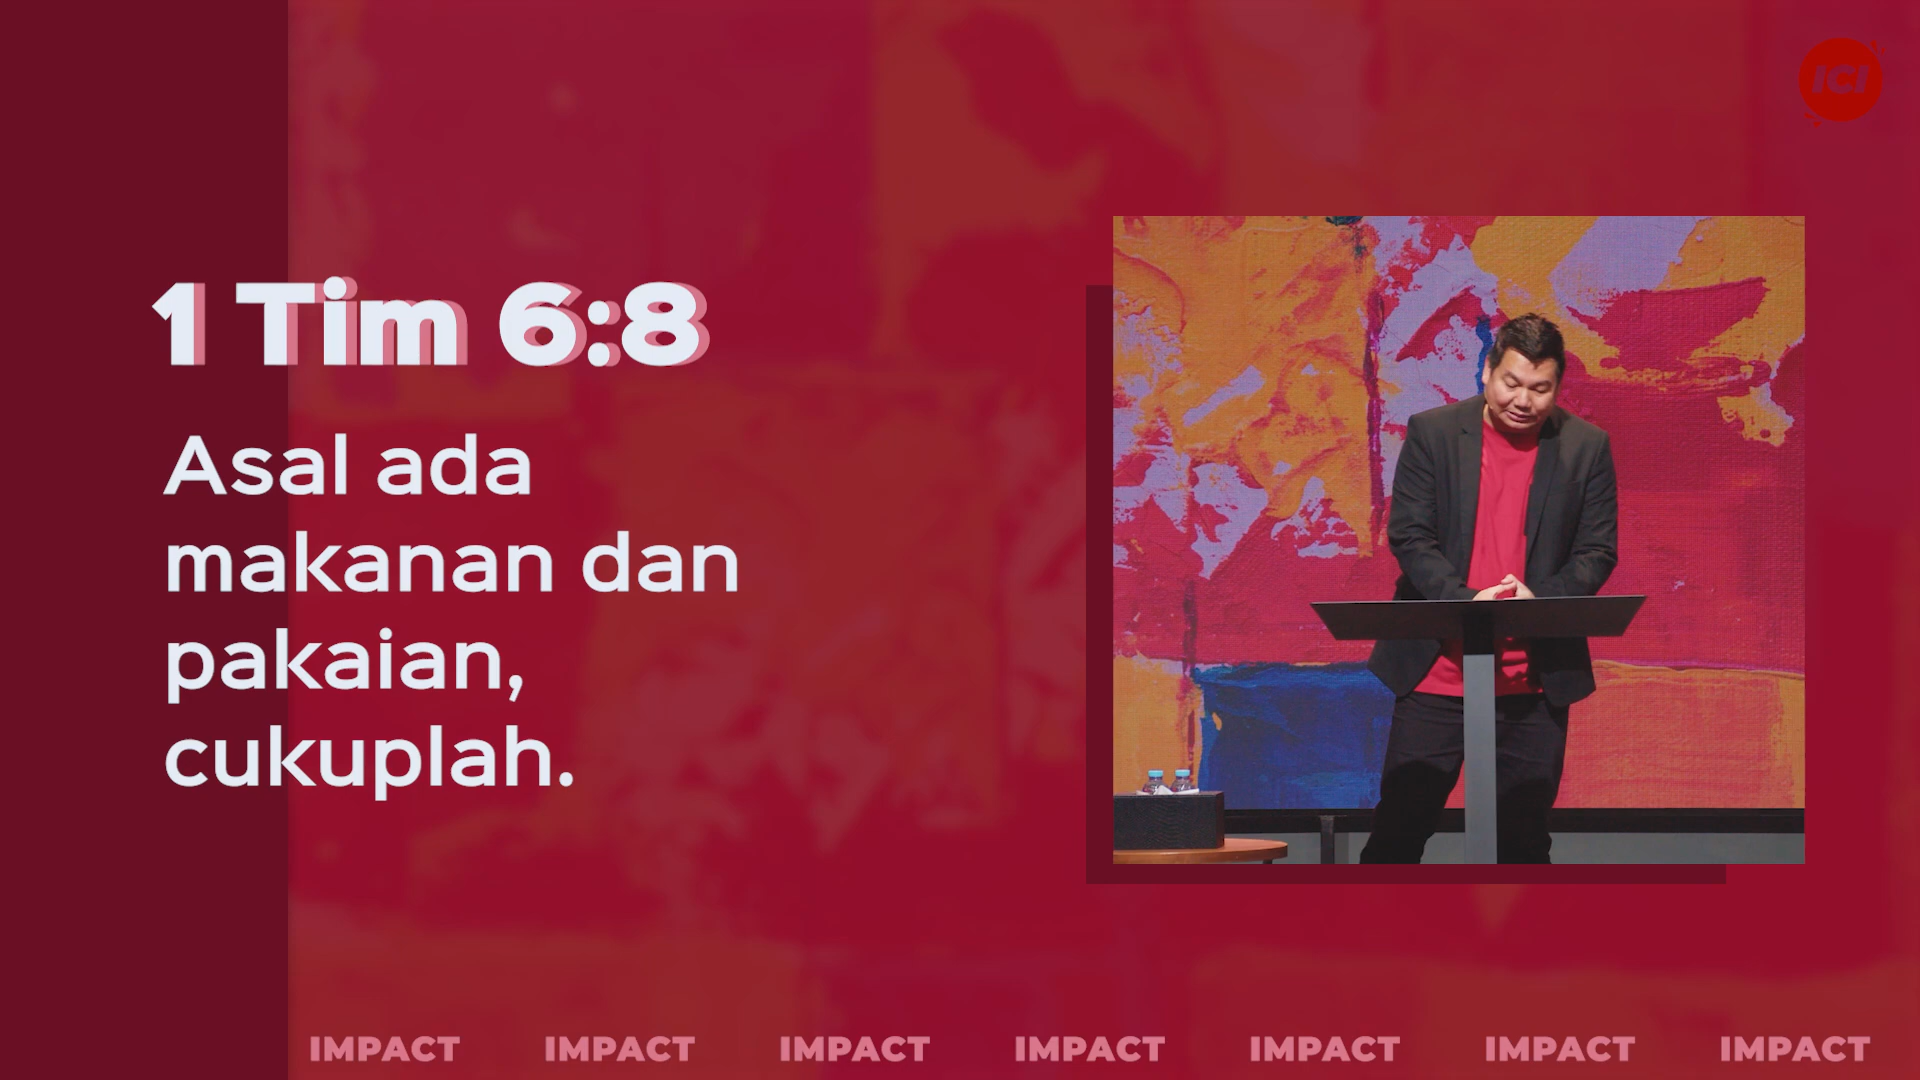 ICI
1 Tim 6:8
Asal ada
makanan dan
pakaian,
cukuplah.
IMPACT IMPACT IMPACT IMPACT IMPACT IMPACT IMPACT